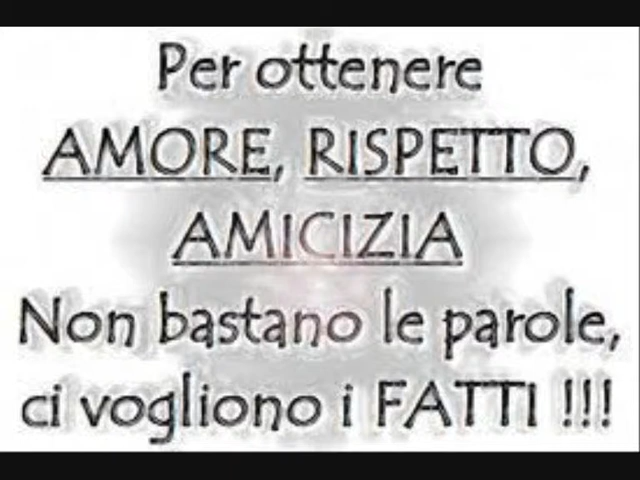 Per ottenere
AMORE, RISPETTO,
AMICIZIA
Non bastano le parole,
ci vogliono i FATTI !!!